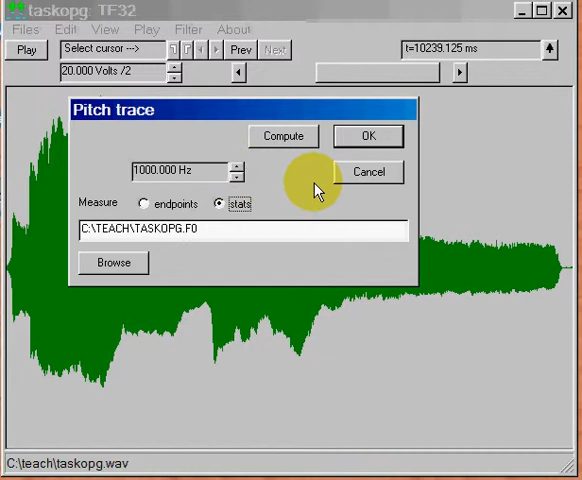 taskopg: TF32
Files Edit View Play Filter About
Play Select cursor ---> Prev Next t=10239.125 ms
20.000 Volts /2
Pitch trace
Compute OK
1000.000 Hz Cancel
Measure endpoints stats
C:\TEACH\TASKOPG.F0
Browse
C:\teach\taskopg.wav